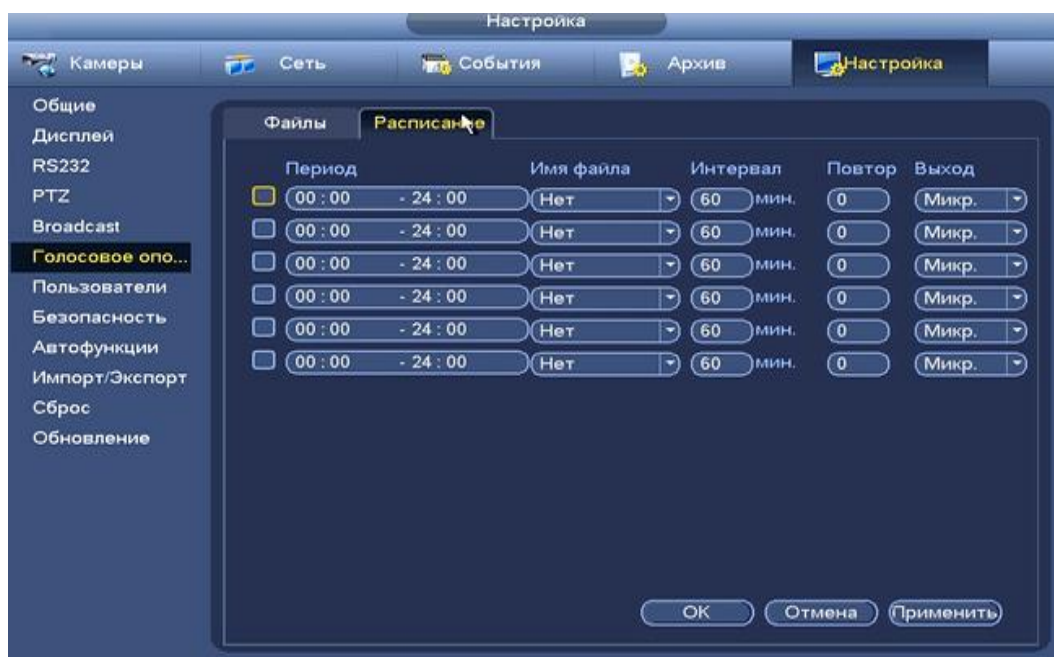 Настройка
Камеры Сеть События Архив Настройка
Общие
Дисплей
RS232
PTZ
Broadcast
Голосовое опо...
Пользователи
Безопасность
Автофункции
Импорт/Экспорт
Сброс
Обновление
Файлы Расписание
Период Имя файла Интервал Повтор Выход
00 : 00 - 24 : 00 Нет 60 мин. 0 Микр.
00 : 00 - 24 : 00 Нет 60 мин. 0 Микр.
00 : 00 - 24 : 00 Нет 60 мин. 0 Микр.
00 : 00 - 24 : 00 Нет 60 мин. 0 Микр.
00 : 00 - 24 : 00 Нет 60 мин. 0 Микр.
00 : 00 - 24 : 00 Нет 60 мин. 0 Микр.
OK Отмена Применить